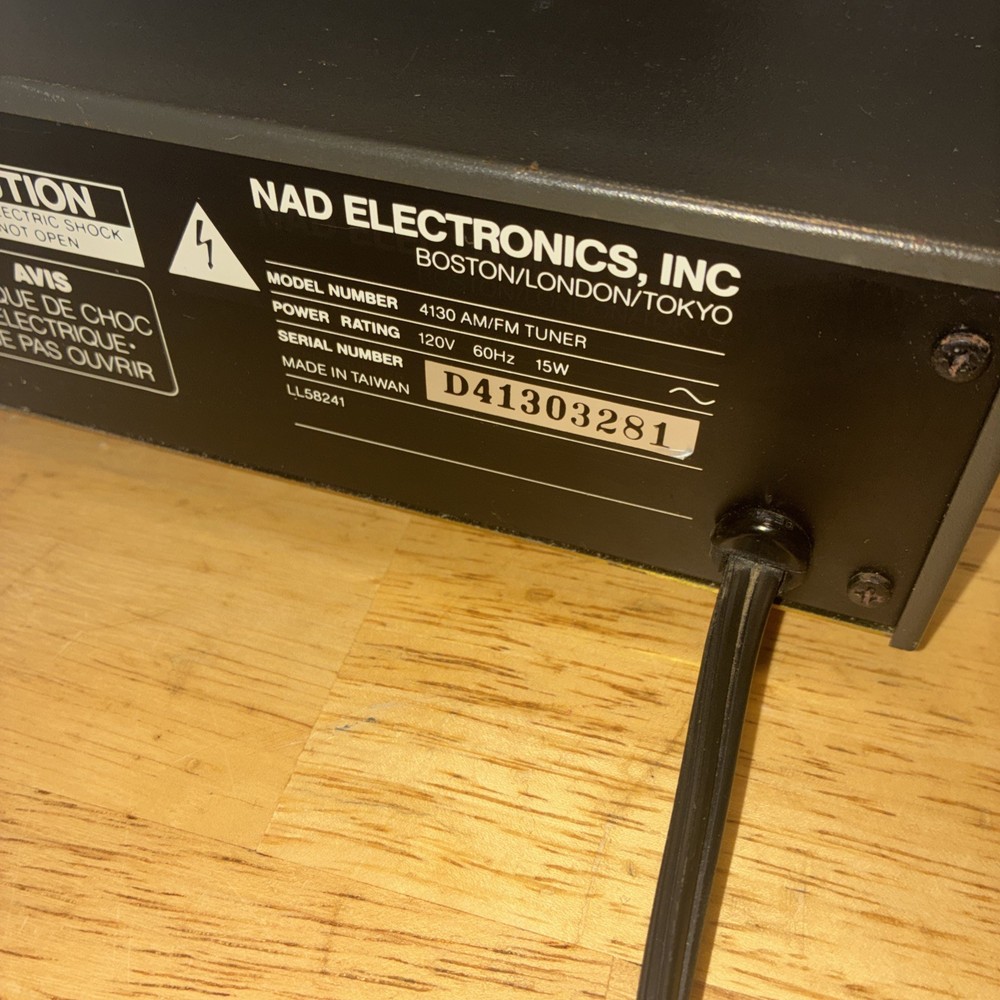 TION
ECTRIC SHOCK
NOT OPEN
AVIS
QUE DE CHOC
ELECTRIQUE.
E PAS OUVRIR
NAD ELECTRONICS, INC
BOSTON/LONDON/TOKYO
MODEL NUMBER 4130 AM/FM TUNER
POWER RATING 120V 60Hz 15W
SERIAL NUMBER D41303281
MADE IN TAIWAN
LL58241